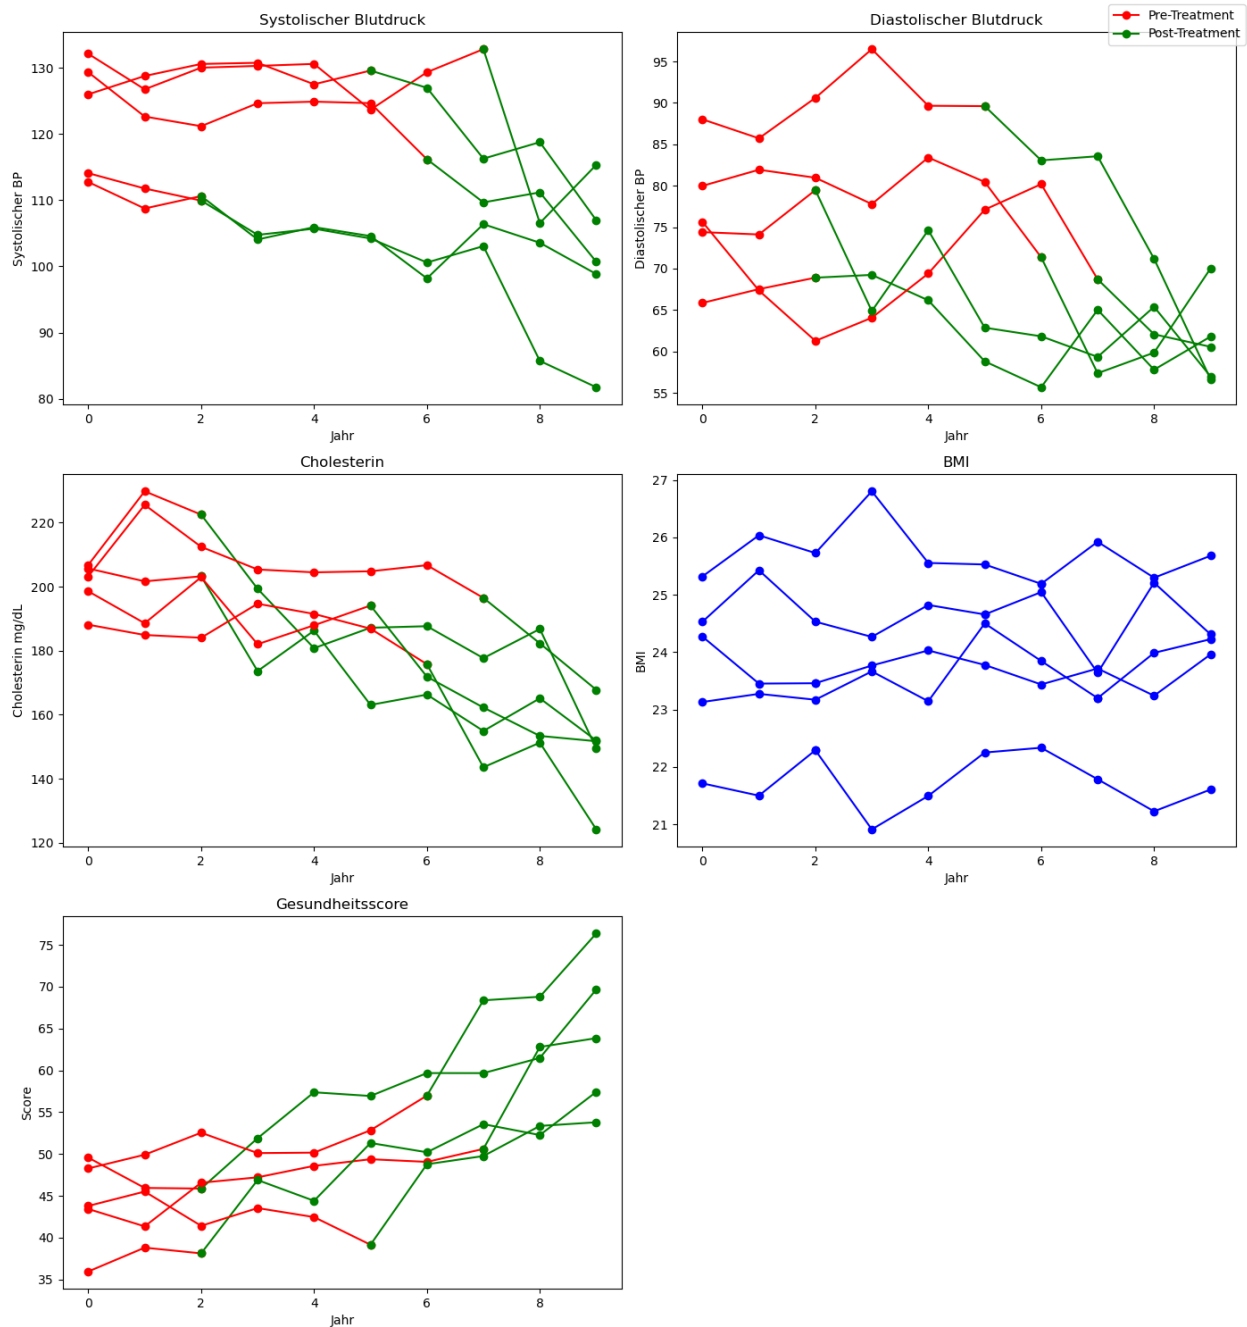 Systolischer Blutdruck
Systolischer BP
130
120
110
100
90
80
0 2 4 6 8
Jahr
Diastolischer Blutdruck
Pre-Treatment
Post-Treatment
Diastolischer BP
95
90
85
80
75
70
65
60
55
0 2 4 6 8
Jahr
Cholesterin
Cholesterin mg/dL
220
200
180
160
140
120
0 2 4 6 8
Jahr
BMI
BMI
27
26
25
24
23
22
21
0 2 4 6 8
Jahr
Gesundheitsscore
Score
75
70
65
60
55
50
45
40
35
0 2 4 6 8
Jahr